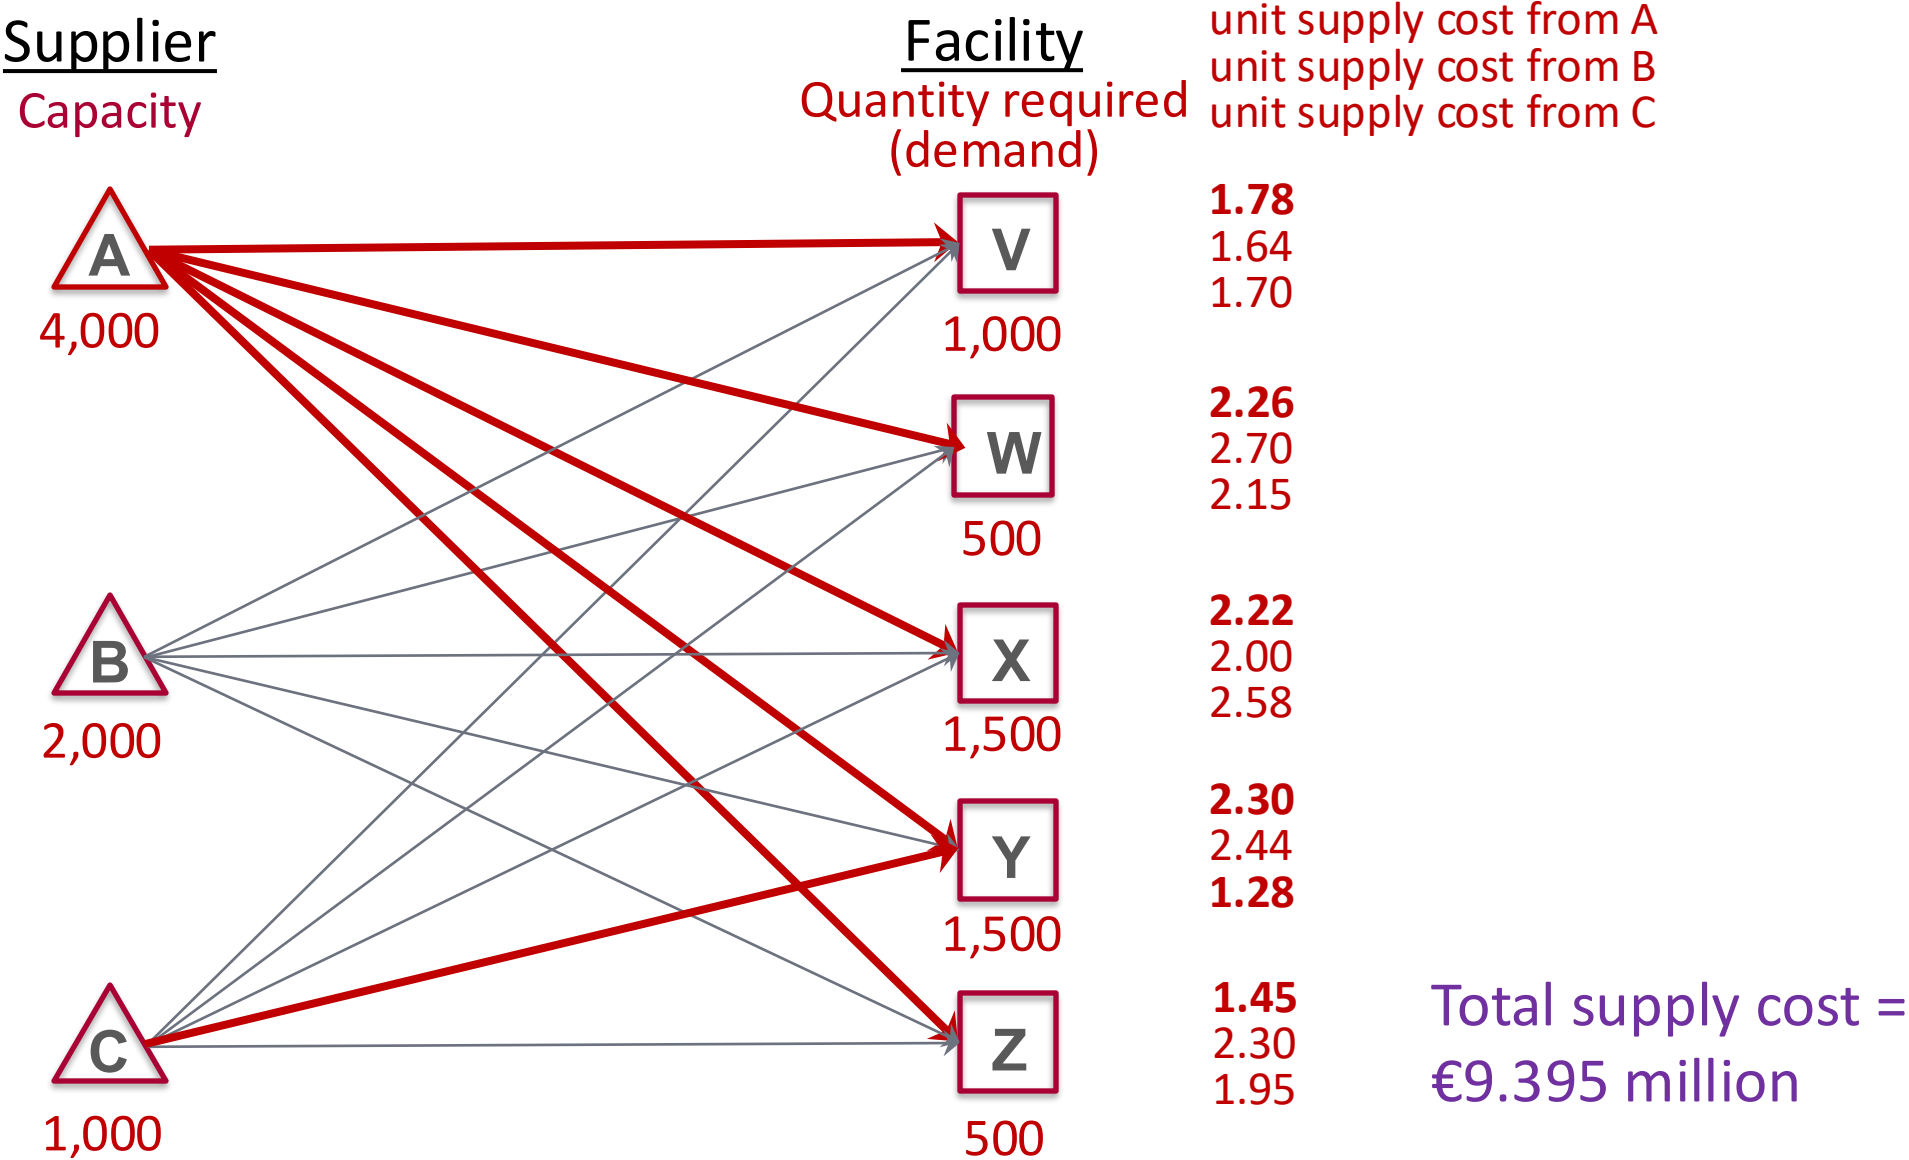 Supplier
Capacity
Facility
Quantity required
(demand)
unit supply cost from A
unit supply cost from B
unit supply cost from C
A
4,000
V
1,000
1.78
1.64
1.70
W
500
2.26
2.70
2.15
B
2,000
X
1,500
2.22
2.00
2.58
Y
1,500
2.30
2.44
1.28
C
1,000
Z
500
1.45
2.30
1.95
Total supply cost =
€9.395 million